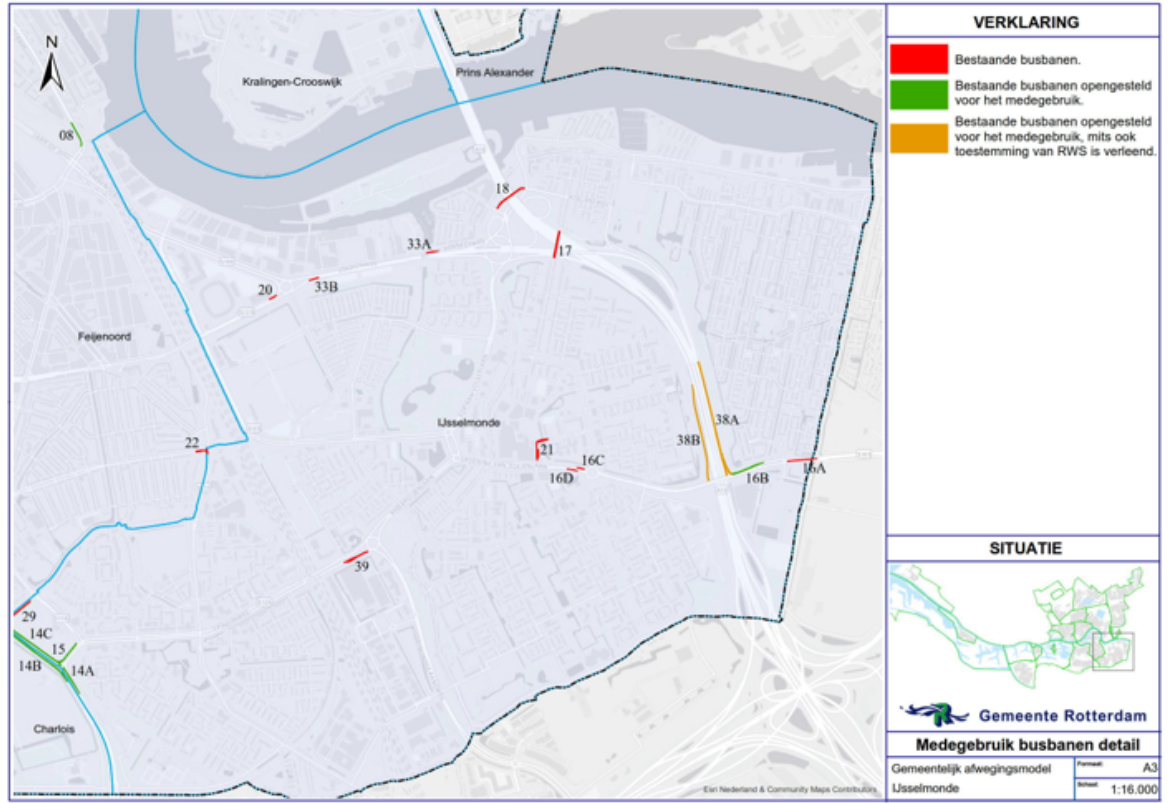 N
Kralingen-Crooswijk
Prins Alexander
08
18
17
33A
33B
20
Feijenoord
22
IJsselmonde
21
16C
16D
38A
38B
16B
16A
39
29
14C
15
14B
14A
Charlois
Esri Nederland & Community Maps Contributors
VERKLARING
Bestaande busbanen.
Bestaande busbanen opengesteld
voor het medegebruik.
Bestaande busbanen opengesteld
voor het medegebruik, mits ook
toestemming van RWS is verleend.
SITUATIE
Gemeente Rotterdam
Medegebruik busbanen detail
Gemeentelijk afwegingsmodel
IJsselmonde
Formaat:
A3
Schaal:
1:16.000